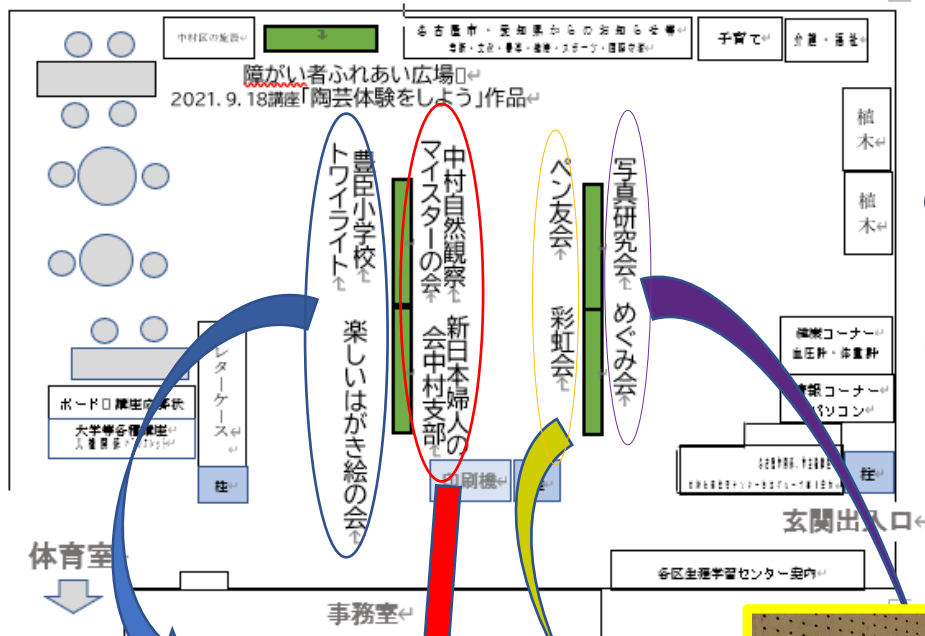 中村区の施設
名古屋市・愛知県からのお知らせ等
子育て
介護・福祉
障がい者ふれあい広場
2021.9.18講座「陶芸体験をしよう」作品
植木
植木
豊臣小学校
トワイライト
楽しいはがき絵の会
中村自然観察
マイスターの会
新日本婦人の
会中村支部
ペン友会
彩虹会
写真研究会
めぐみ会
健康コーナー
血圧計・体重計
情報コーナー
パソコン
レターケース
大学等各種講座
柱
印刷機
柱
柱
玄関出入口
体育室
各区生涯学習センター案内
事務室